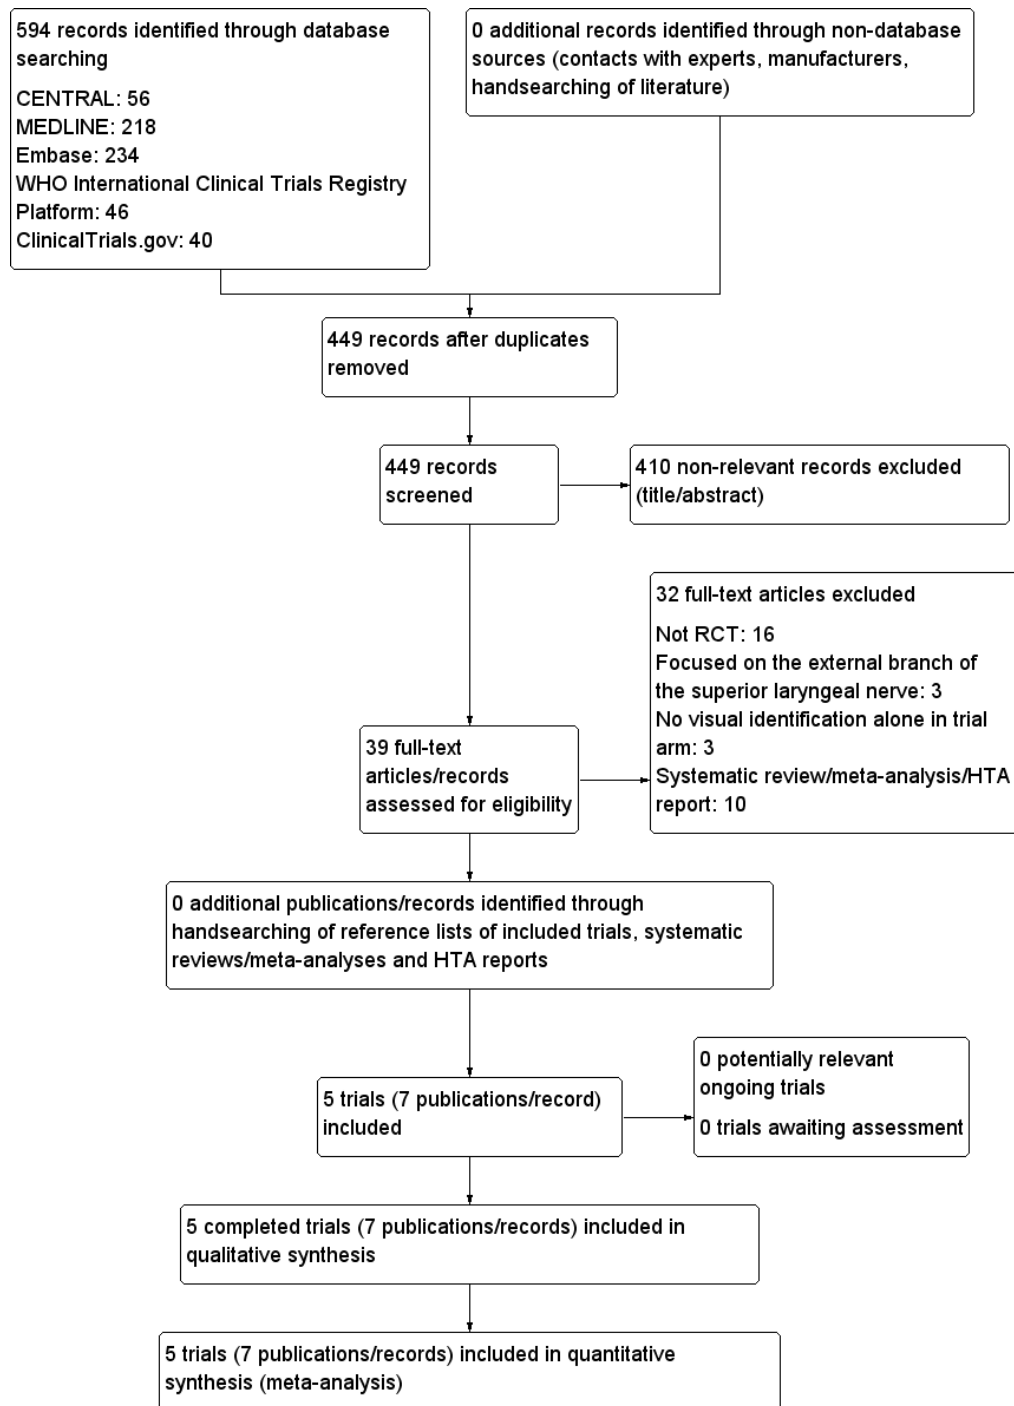 594 records identified through database
searching
CENTRAL: 56
MEDLINE: 218
Embase: 234
WHO International Clinical Trials Registry
Platform: 46
ClinicalTrials.gov: 40
0 additional records identified through non-database
sources (contacts with experts, manufacturers,
handsearching of literature)
449 records after duplicates
removed
449 records
screened
410 non-relevant records excluded
(title/abstract)
32 full-text articles excluded
Not RCT: 16
Focused on the external branch of
the superior laryngeal nerve: 3
No visual identification alone in trial
arm: 3
Systematic review/meta-analysis/HTA
report: 10
39 full-text
articles/records
assessed for eligibility
0 additional publications/records identified through
handsearching of reference lists of included trials, systematic
reviews/meta-analyses and HTA reports
5 trials (7 publications/record)
included
0 potentially relevant
ongoing trials
0 trials awaiting assessment
5 completed trials (7 publications/records) included in
qualitative synthesis
5 trials (7 publications/records) included in quantitative
synthesis (meta-analysis)